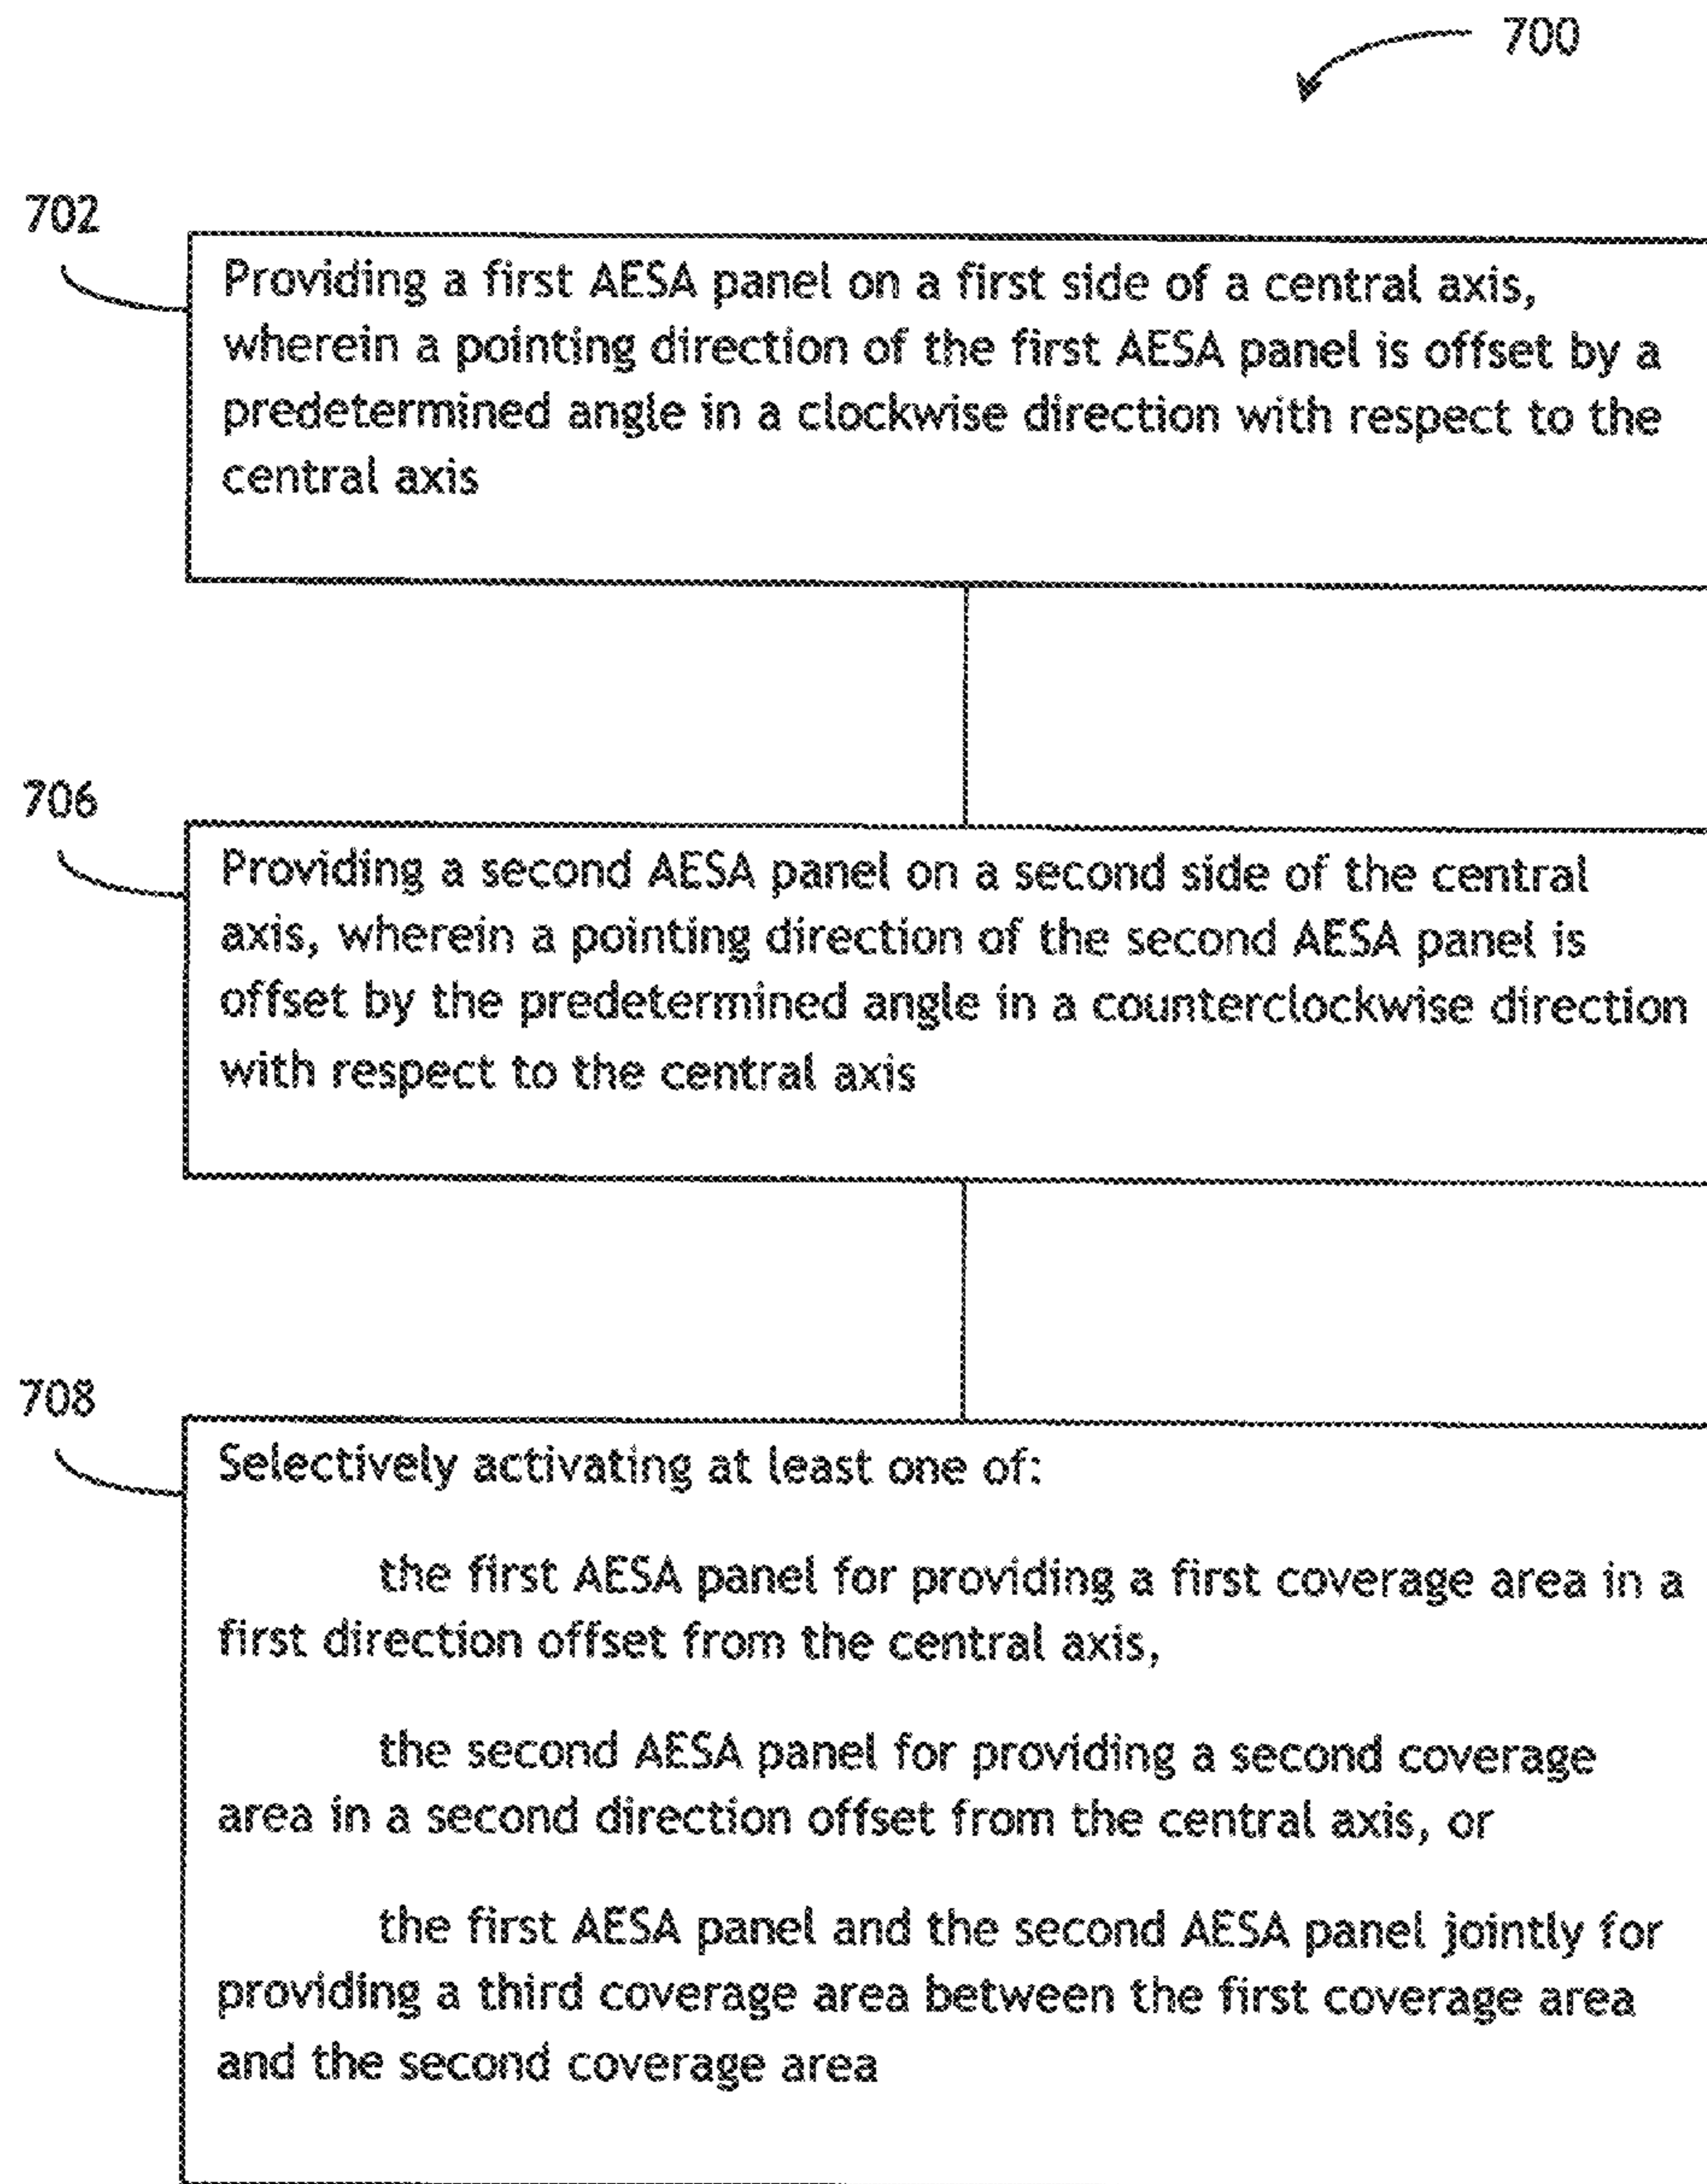 700
702
Providing a first AESA panel on a first side of a central axis,
wherein a pointing direction of the first AESA panel is offset by a
predetermined angle in a clockwise direction with respect to the
central axis
706
Providing a second AESA panel on a second side of the central
axis, wherein a pointing direction of the second AESA panel is
offset by the predetermined angle in a counterclockwise direction
with respect to the central axis
708
Selectively activating at least one of:
the first AESA panel for providing a first coverage area in a
first direction offset from the central axis,
the second AESA panel for providing a second coverage
area in a second direction offset from the central axis, or
the first AESA panel and the second AESA panel jointly for
providing a third coverage area between the first coverage area
and the second coverage area